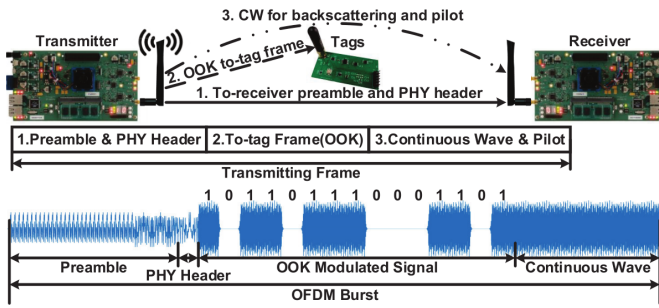 3. CW for backscattering and pilot
Transmitter
Receiver
2. OOK to-tag frame
Tags
1. To-receiver preamble and PHY header
1.Preamble & PHY Header
2.To-tag Frame(OOK)
3.Continuous Wave & Pilot
Transmitting Frame
1 0 1 1 0 1 1 1 0 0 0 1 1 0 1
Preamble
PHY Header
OOK Modulated Signal
Continuous Wave
OFDM Burst